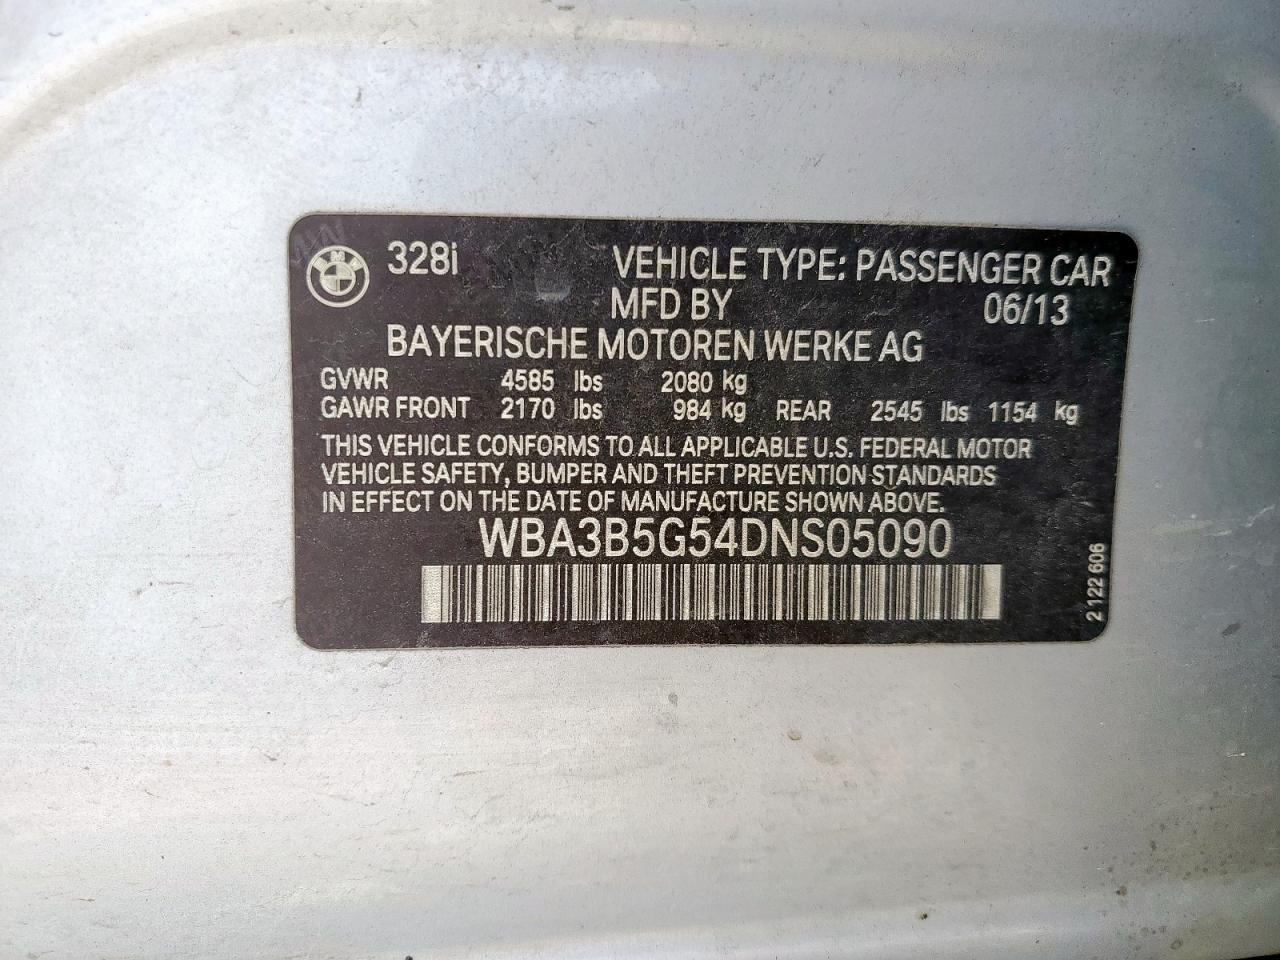 BMW 328i VEHICLE TYPE: PASSENGER CAR
MFD BY 06/13
BAYERISCHE MOTOREN WERKE AG
GVWR 4585 lbs 2080 kg
GAWR FRONT 2170 lbs 984 kg REAR 2545 lbs 1154 kg
THIS VEHICLE CONFORMS TO ALL APPLICABLE U.S. FEDERAL MOTOR
VEHICLE SAFETY, BUMPER AND THEFT PREVENTION STANDARDS
IN EFFECT ON THE DATE OF MANUFACTURE SHOWN ABOVE.
WBA3B5G54DNS05090
2 122 606